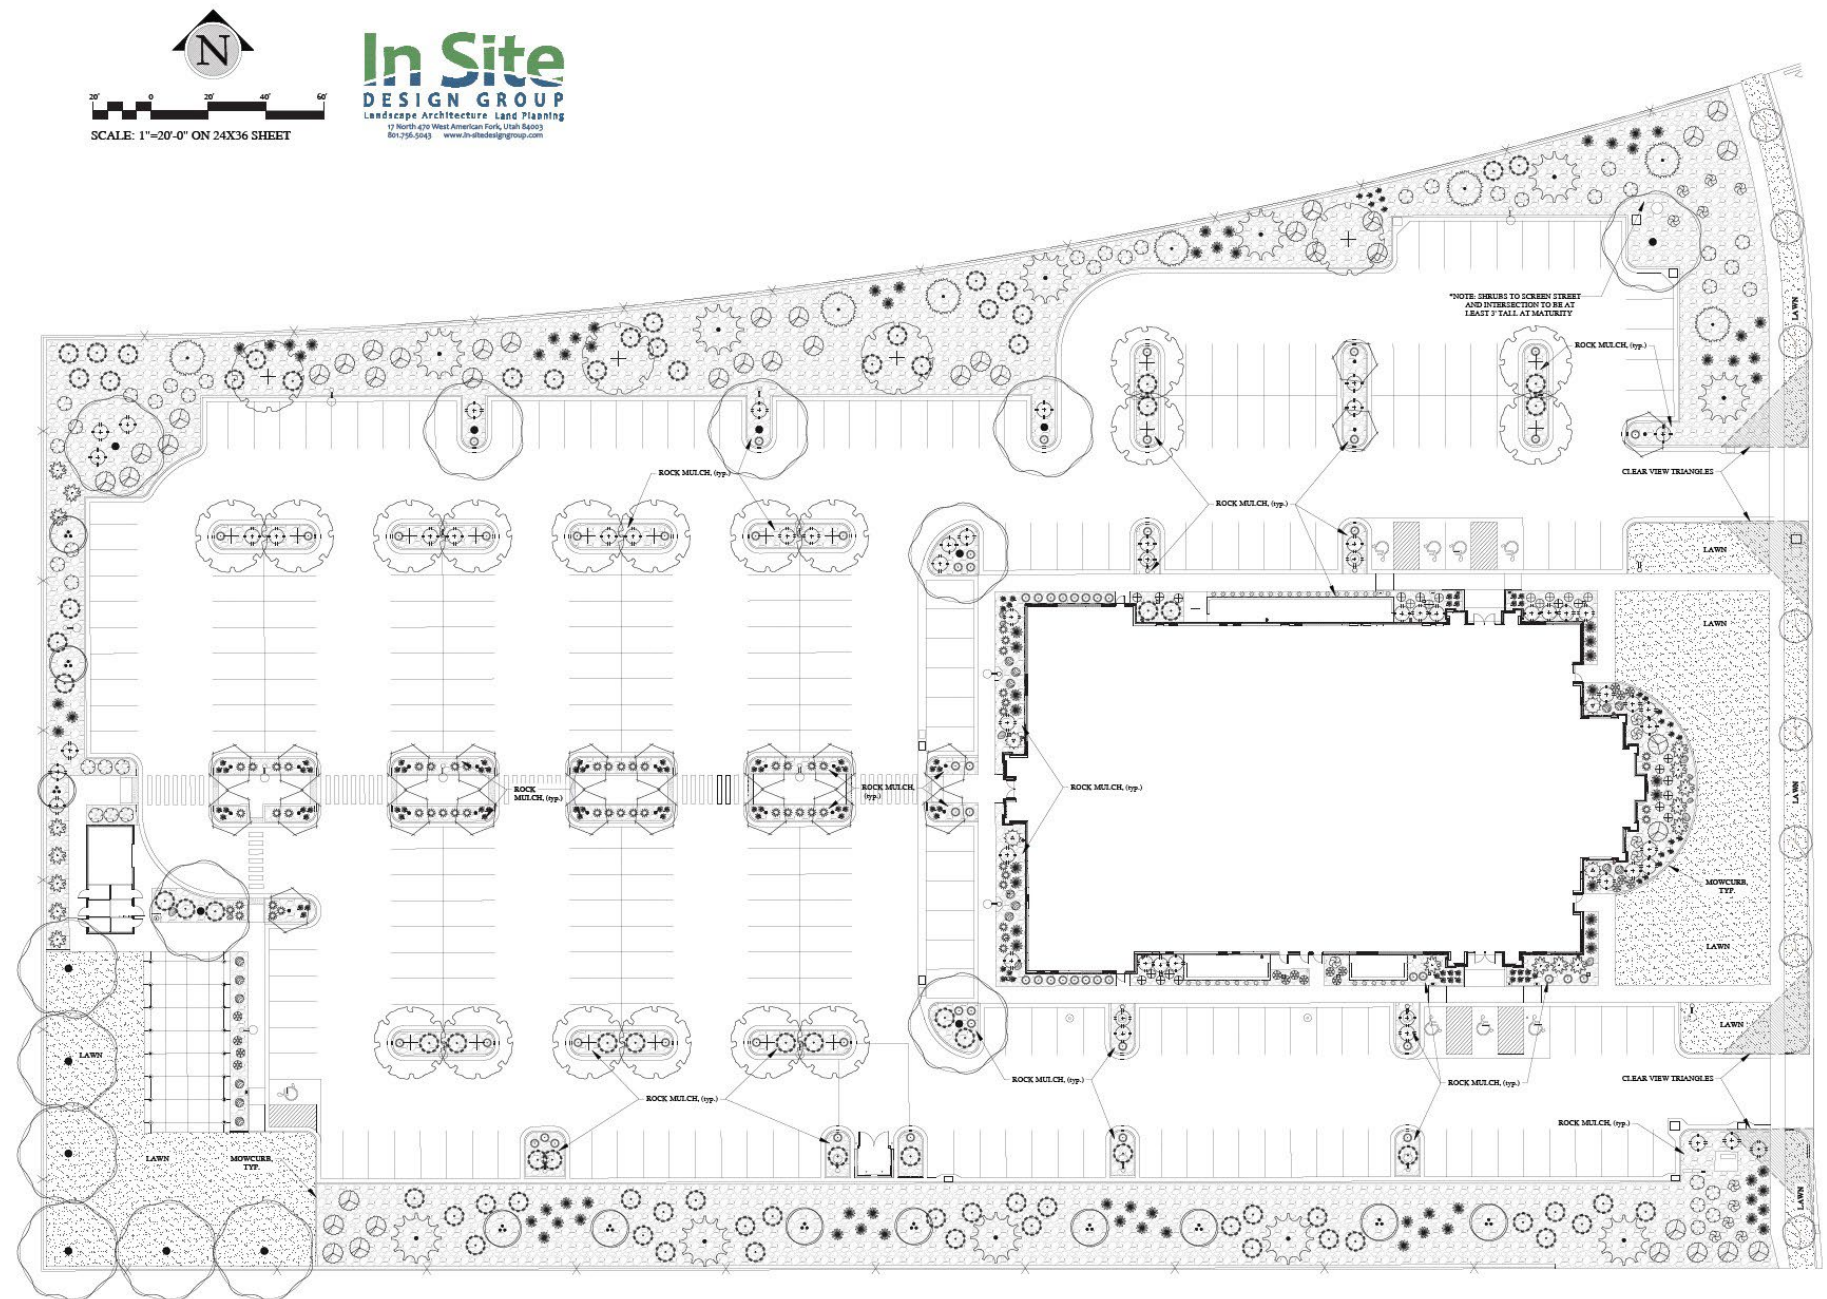 N
20' 0 20' 40' 60'
SCALE: 1"=20'-0" ON 24X36 SHEET
In Site
DESIGN GROUP
Landscape Architecture Land Planning
17 North 470 West American Fork, Utah 84003
801.756.5043 www.in-sitedesigngroup.com
*NOTE: SHRUBS TO SCREEN STREET
AND INTERSECTION TO BE AT
LEAST 3' TALL AT MATURITY
LAWN
ROCK MULCH, (typ.)
ROCK MULCH, (typ.)
CLEAR VIEW TRIANGLES
ROCK MULCH, (typ.)
LAWN
LAWN
ROCK
MULCH, (typ.)
ROCK MULCH,
(typ.)
ROCK MULCH, (typ.)
LAWN
MOWCURB,
TYP.
LAWN
LAWN
LAWN
ROCK MULCH, (typ.)
ROCK MULCH, (typ.)
CLEAR VIEW TRIANGLES
ROCK MULCH, (typ.)
ROCK MULCH, (typ.)
LAWN
MOWCURB,
TYP.
LAWN